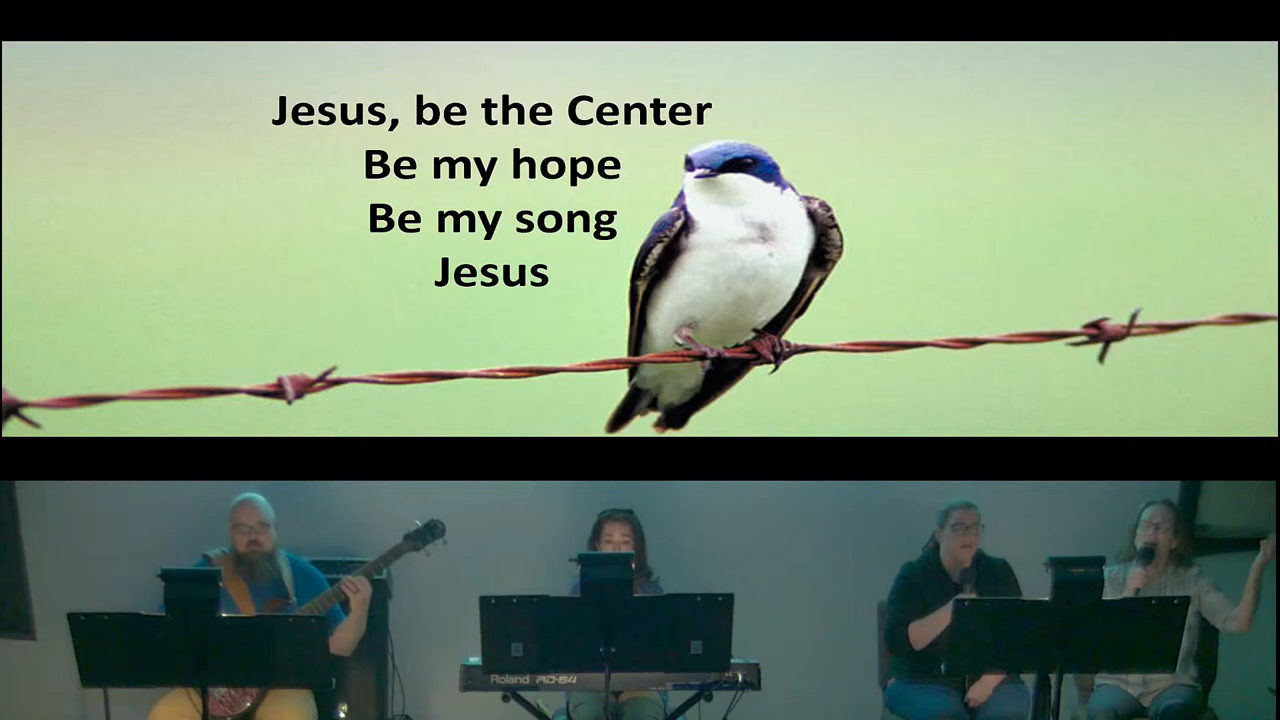 Jesus, be the Center
Be my hope
Be my song
Jesus
Roland RD-64